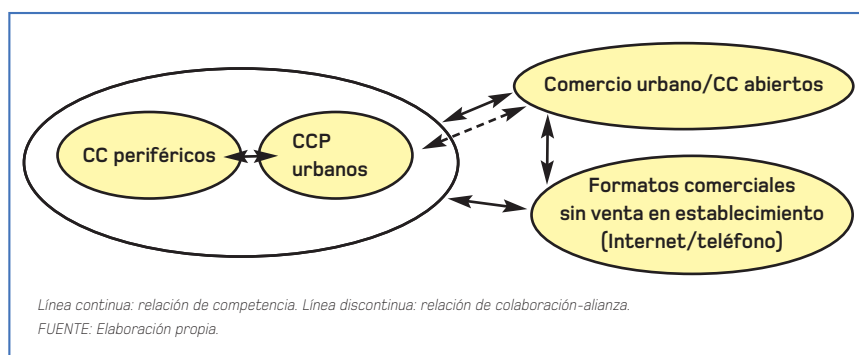 Comercio urbano/CC abiertos
CC periféricos
CCP
urbanos
Formatos comerciales
sin venta en establecimiento
(Internet/teléfono)
Línea continua: relación de competencia. Línea discontinua: relación de colaboración-alianza.
FUENTE: Elaboración propia.